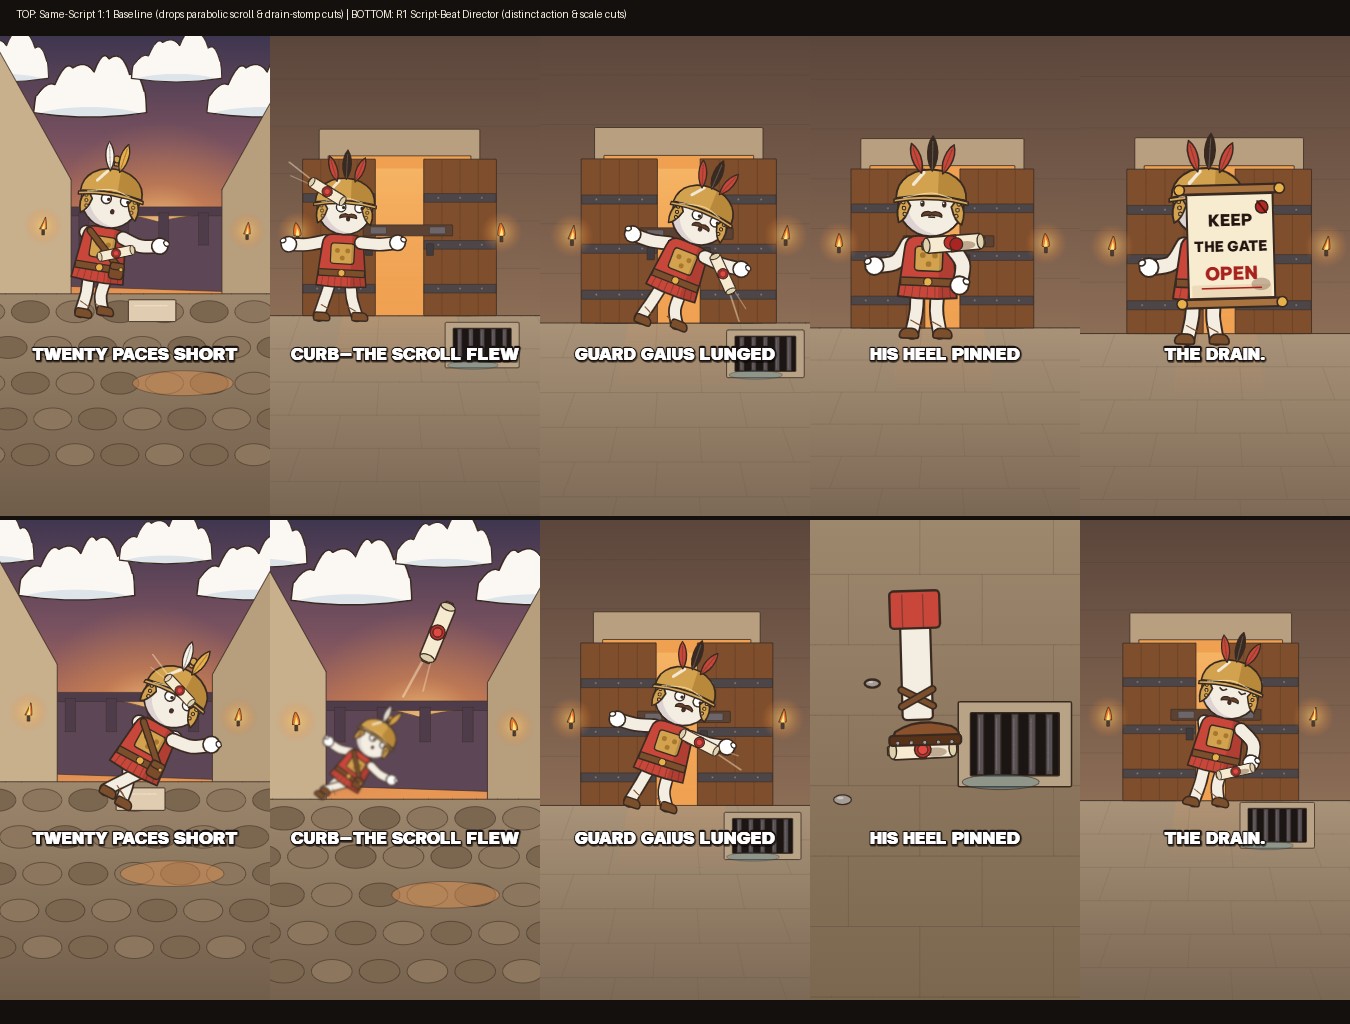 TOP: Same-Script 1:1 Baseline (drops parabolic scroll & drain-stomp cuts) | BOTTOM: R1 Script-Beat Director (distinct action & scale cuts)
TWENTY PACES SHORT
CURB—THE SCROLL FLEW
GUARD GAIUS LUNGED
HIS HEEL PINNED
KEEP
THE GATE
OPEN
THE DRAIN.
TWENTY PACES SHORT
CURB—THE SCROLL FLEW
GUARD GAIUS LUNGED
HIS HEEL PINNED
THE DRAIN.